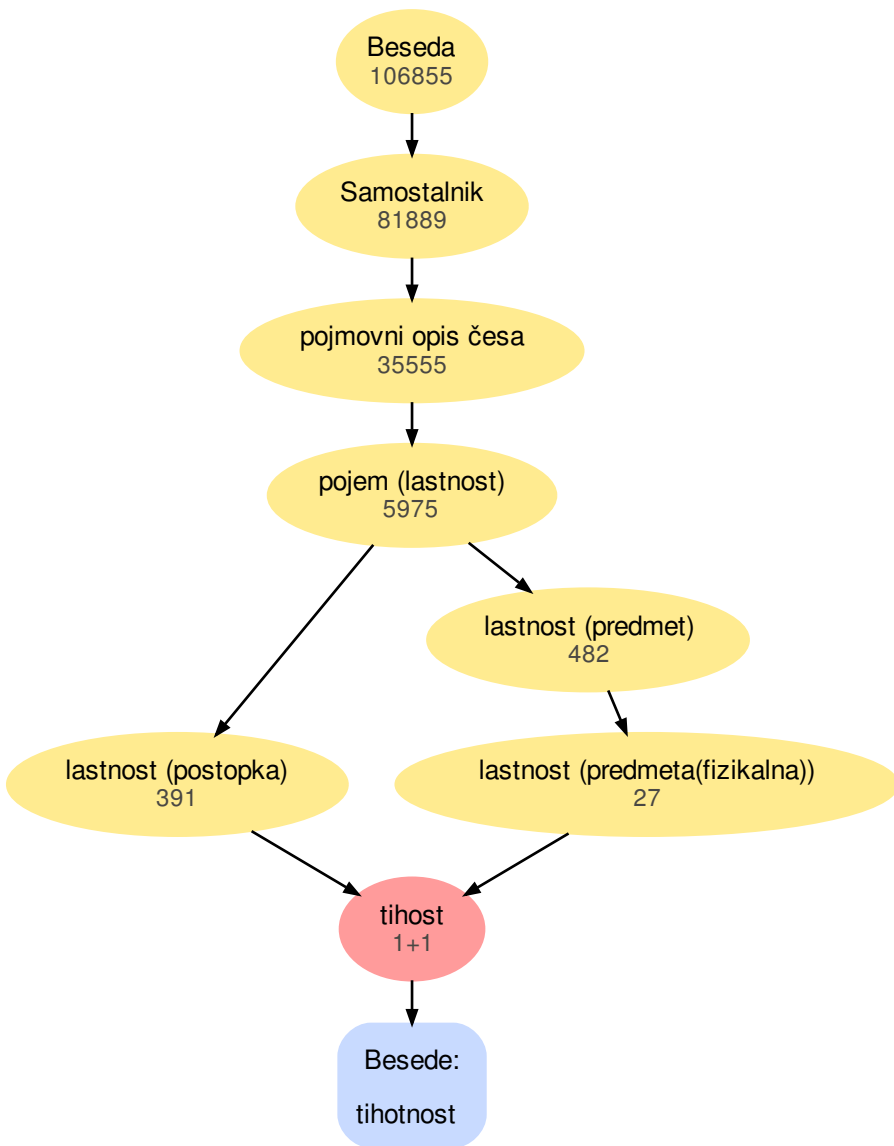 Beseda
106855
Samostalnik
81889
pojmovni opis česa
35555
pojem (lastnost)
5975
lastnost (predmet)
482
lastnost (postopka)
391
lastnost (predmeta(fizikalna))
27
tihost
1+1
Besede:
tihotnost